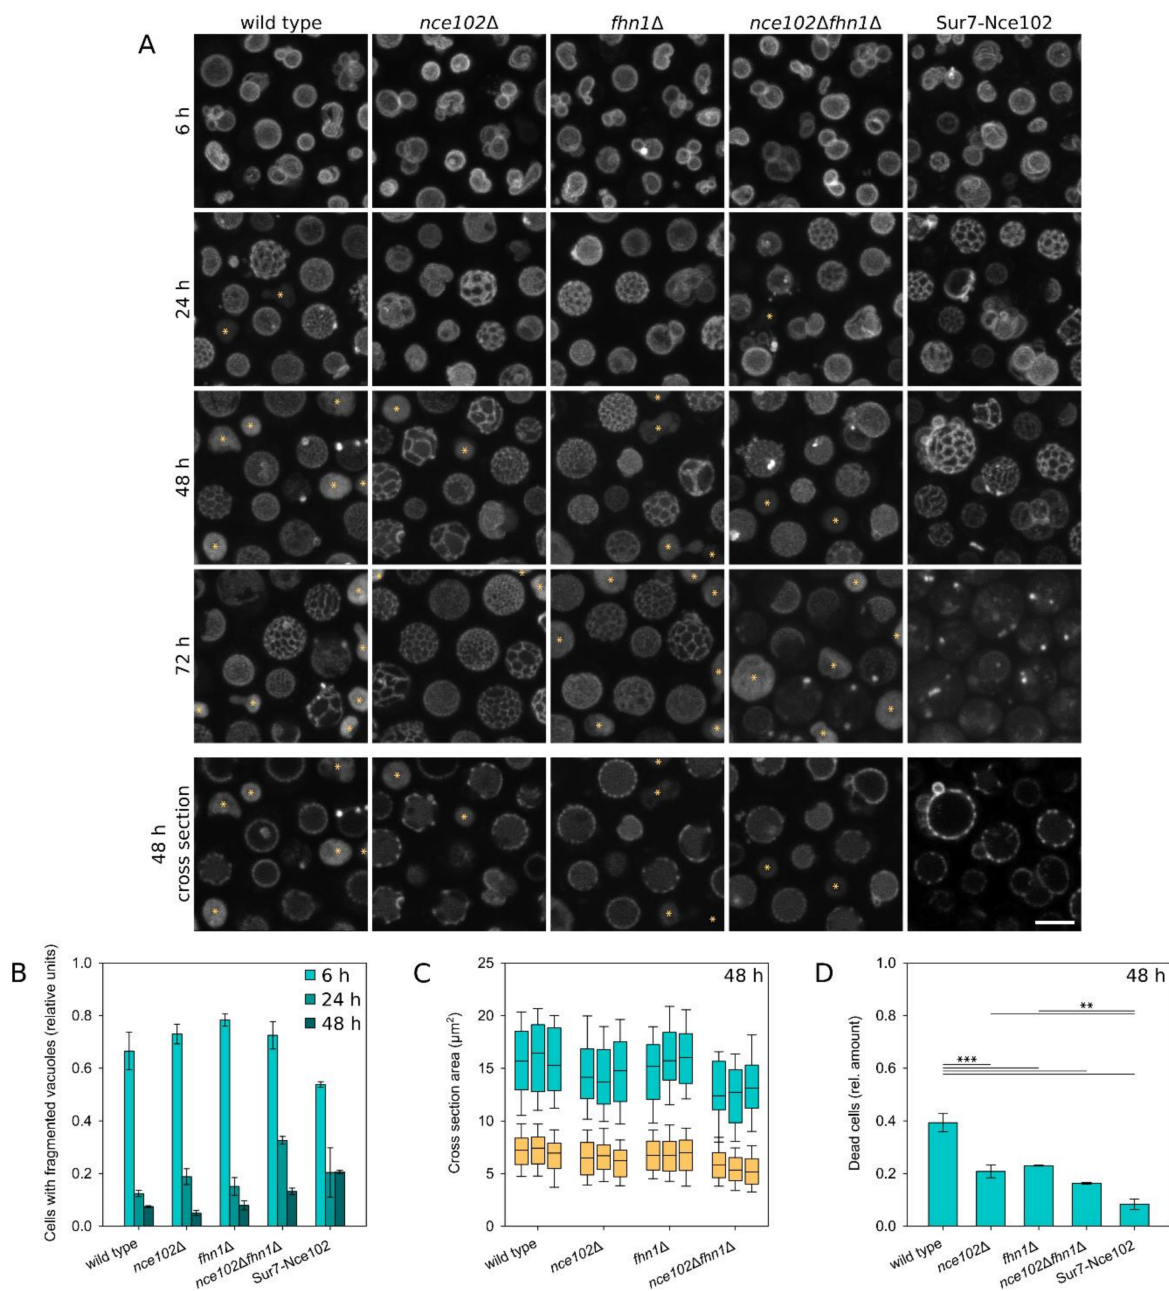 wild type nce102Δ fhn1Δ nce102Δfhn1Δ Sur7-Nce102
A
6 h
24 h
48 h
72 h
48 h
cross section
B
Cells with fragmented vacuoles (relative units)
1.0
0.8
0.6
0.4
0.2
0.0
6 h
24 h
48 h
wild type
nce102Δ
fhn1Δ
nce102Δfhn1Δ
Sur7-Nce102
C
Cross section area (μm²)
25
20
15
10
5
0
48 h
wild type
nce102Δ
fhn1Δ
nce102Δfhn1Δ
D
Dead cells (rel. amount)
1.0
0.8
0.6
0.4
0.2
0.0
48 h
**
***
wild type
nce102Δ
fhn1Δ
nce102Δfhn1Δ
Sur7-Nce102